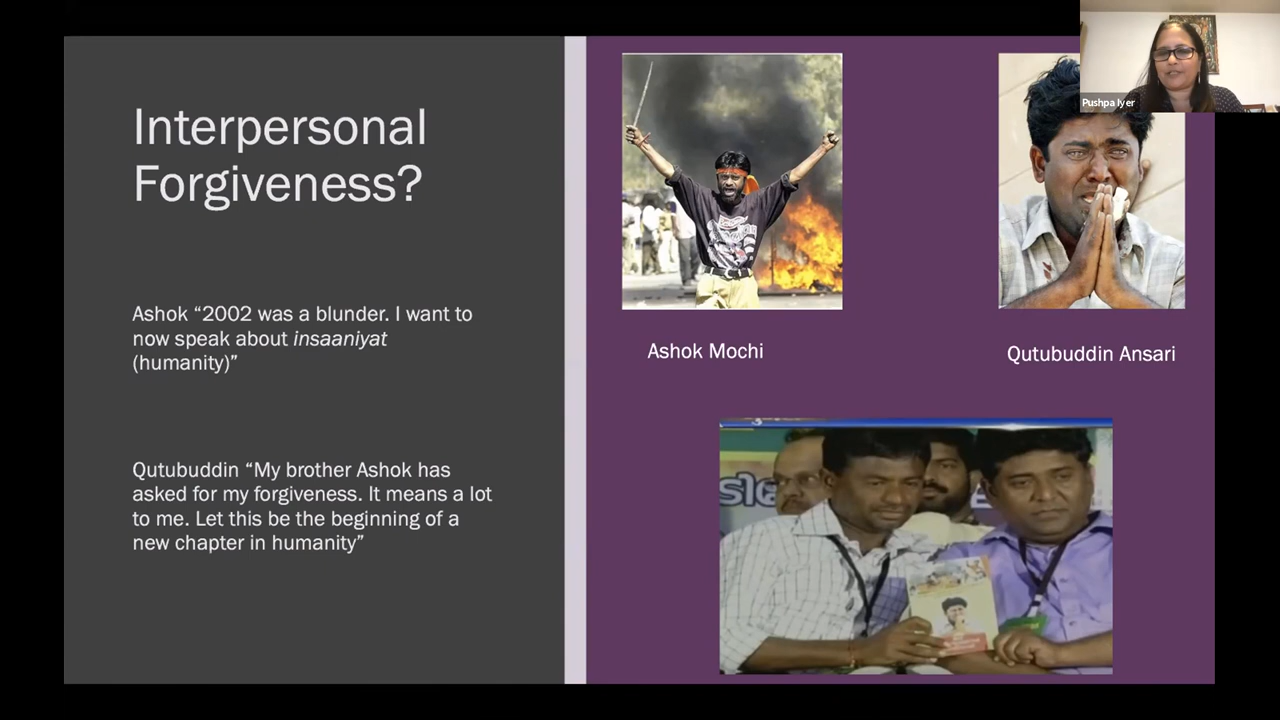 Interpersonal
Forgiveness?
Ashok “2002 was a blunder. I want to
now speak about insaaniyat
(humanity)”
Qutubuddin “My brother Ashok has
asked for my forgiveness. It means a lot
to me. Let this be the beginning of a
new chapter in humanity”
Pushpa Iyer
Ashok Mochi
Qutubuddin Ansari